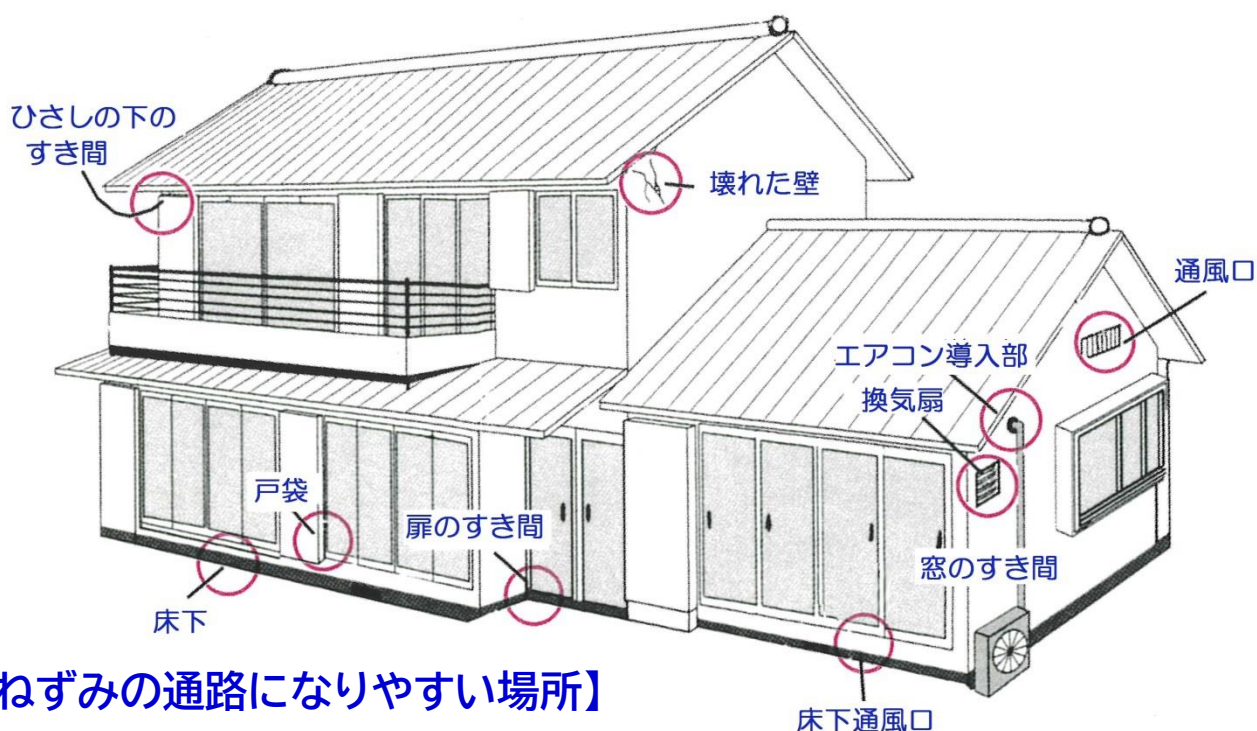 ひさしの下の
すき間
壊れた壁
通風口
エアコン導入部
換気扇
戸袋
扉のすき間
窓のすき間
床下
ねずみの通路になりやすい場所】
床下通風口